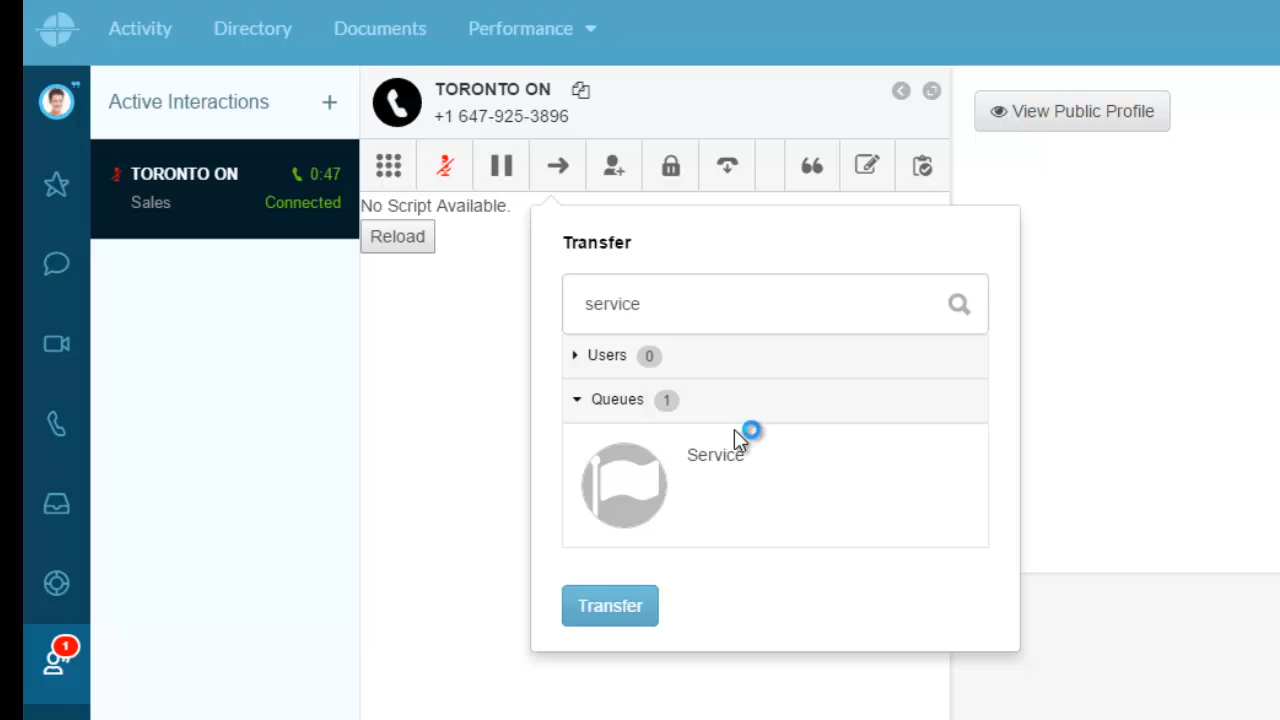 Activity
Directory
Documents
Performance
Active Interactions
+
TORONTO ON
0:47
Sales
Connected
TORONTO ON
+1 647-925-3896
View Public Profile
No Script Available.
Reload
Transfer
service
Users 0
Queues 1
Service
Transfer
1